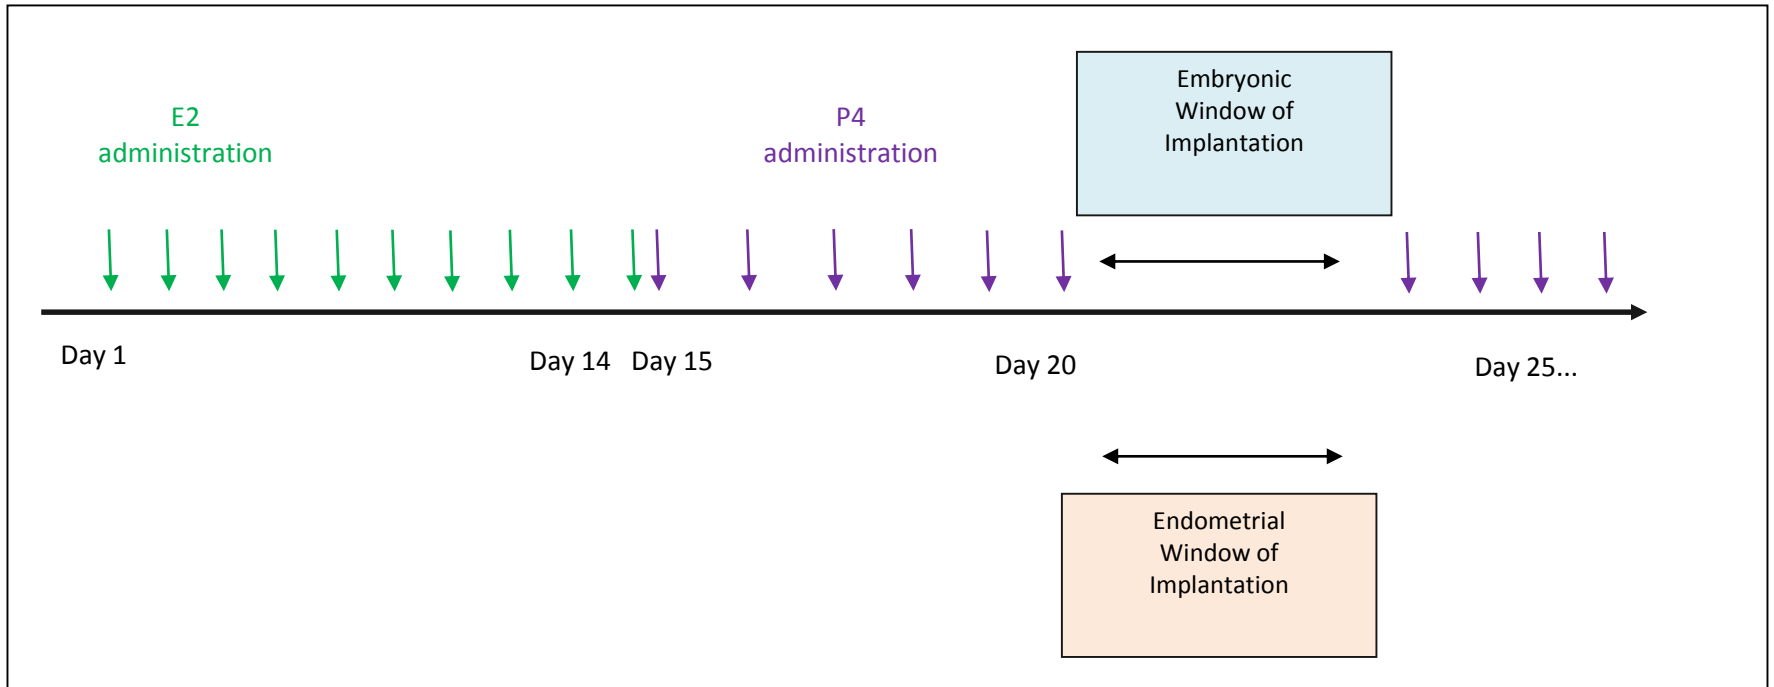 Embryonic
Window of
Implantation
E2
administration
P4
administration
Day 1
Day 14
Day 15
Day 20
Day 25...
Endometrial
Window of
Implantation